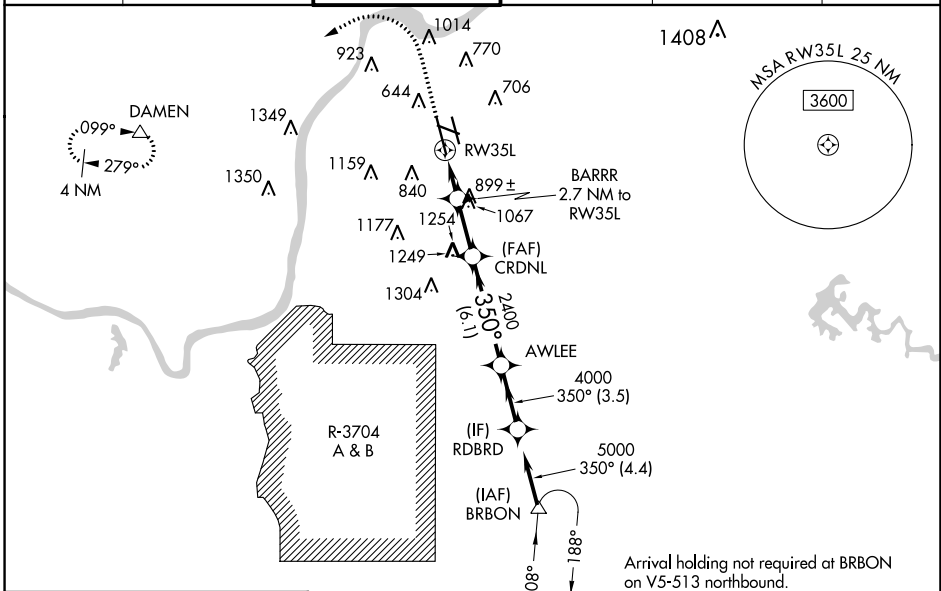 1014
923
770
1408
MSA RW35L 25 NM
3600
644
706
DAMEN
099°
279°
4 NM
1349
RW35L
1350
1159
840
899 ±
BARRR
2.7 NM to
RW35L
1067
1177
1254
1249
(FAF)
CRDNL
1304
2400
350°
(6.1)
AWLEE
4000
350° (3.5)
R-3704
A & B
(IF)
RDBRD
5000
350° (4.4)
(IAF)
BRBON
08°
188°
Arrival holding not required at BRBON
on V5-513 northbound.